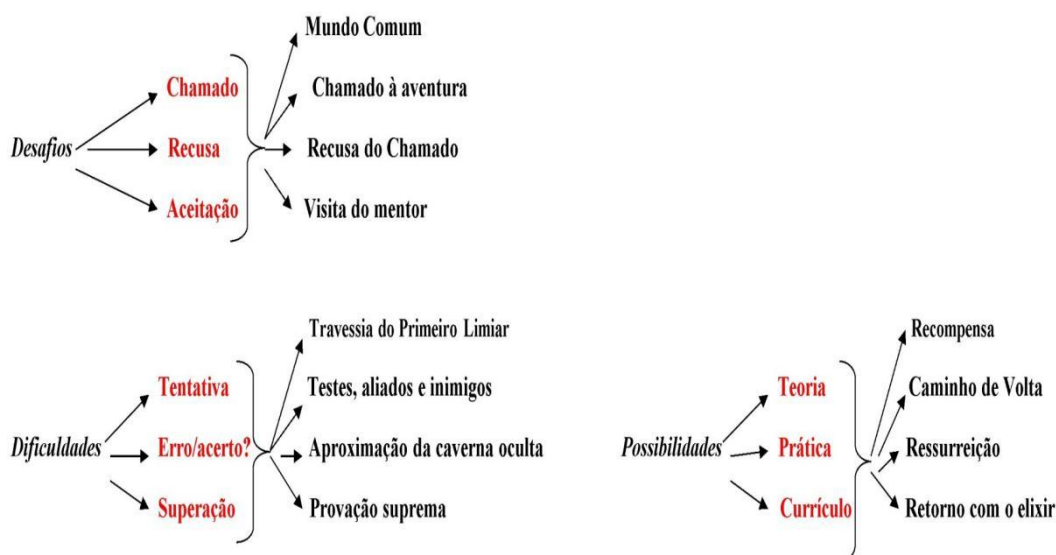 Desafios
Chamado
Recusa
Aceitação
Mundo Comum
Chamado à aventura
Recusa do Chamado
Visita do mentor
Dificuldades
Tentativa
Erro/acerto?
Superação
Travessia do Primeiro Limiar
Testes, aliados e inimigos
Aproximação da caverna oculta
Provação suprema
Possibilidades
Teoria
Prática
Currículo
Recompensa
Caminho de Volta
Ressurreição
Retorno com o elixir